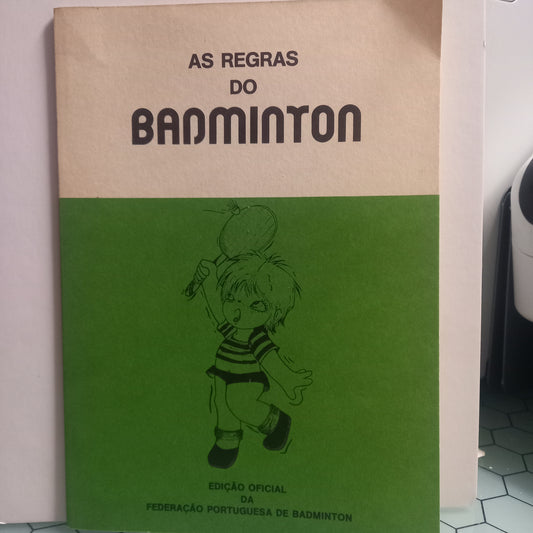 AS REGRAS
DO
BADMINTON
EDIÇÃO OFICIAL
DA
FEDERAÇÃO PORTUGUESA DE BADMINTON